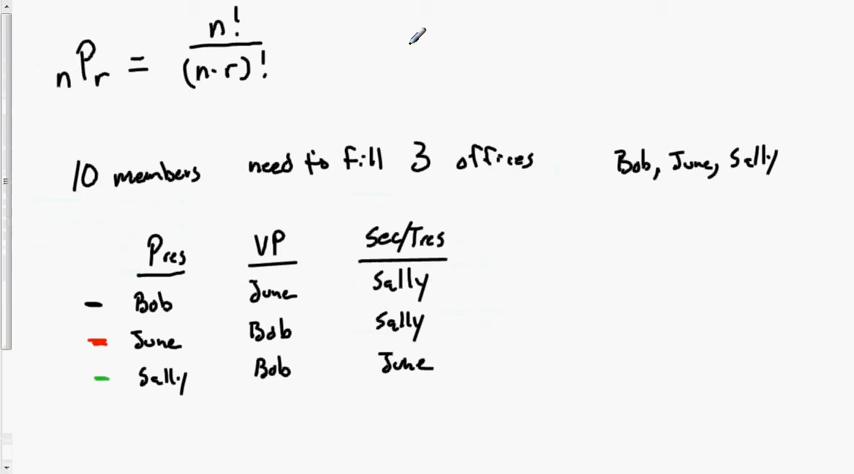 nPr = n! / (n-r)!
10 members need to fill 3 offices Bob, June, Sally
Pres VP Sec/Tres
- Bob June Sally
- June Bob Sally
- Sally Bob June